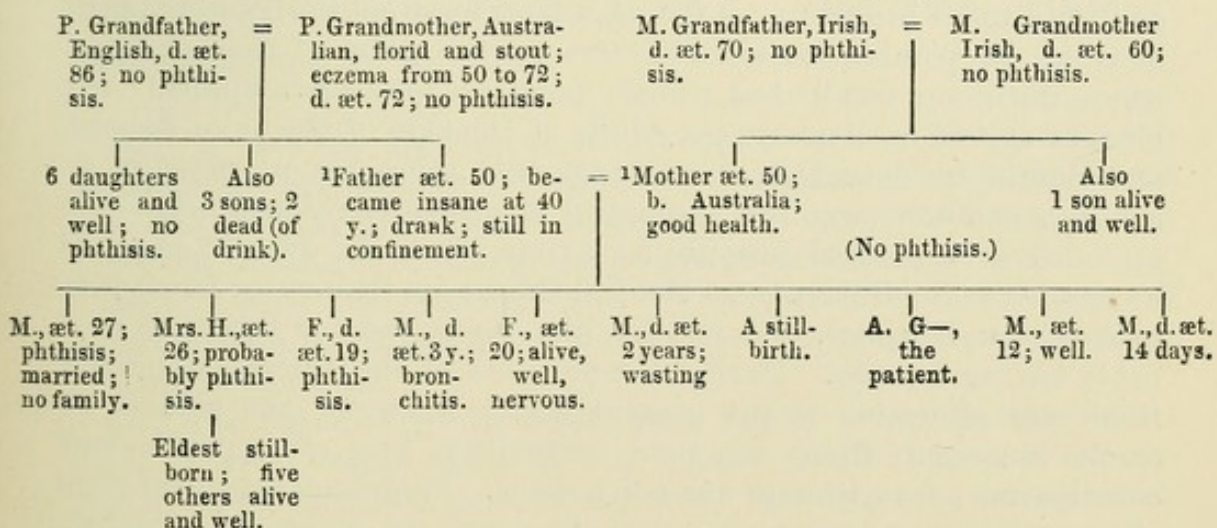 P. Grandfather,
English, d. æt.
86; no phthi-
sis.
=
P. Grandmother, Austra-
lian, florid and stout;
eczema from 50 to 72;
d. æt. 72; no phthisis.
M. Grandfather, Irish,
d. æt. 70; no phthi-
sis.
=
M. Grandmother
Irish, d. æt. 60;
no phthisis.
6 daughters
alive and
well; no
phthisis.
Also
3 sons; 2
dead (of
drink).
¹Father æt. 50; be-
came insane at 40
y.; drank; still in
confinement.
=
¹Mother æt. 50;
b. Australia;
good health.
(No phthisis.)
Also
1 son alive
and well.
M., æt. 27;
phthisis;
married;
no family.
Mrs. H., æt.
26; proba-
bly phthi-
sis.
Eldest still-
born; five
others alive
and well.
F., d.
æt. 19;
phthi-
sis.
M., d.
æt. 3 y.;
bron-
chitis.
F., æt.
20; alive,
well,
nervous.
M., d. æt.
2 years;
wasting
A still-
birth.
A. G—,
the
patient.
M., æt.
12; well.
M., d. æt.
14 days.